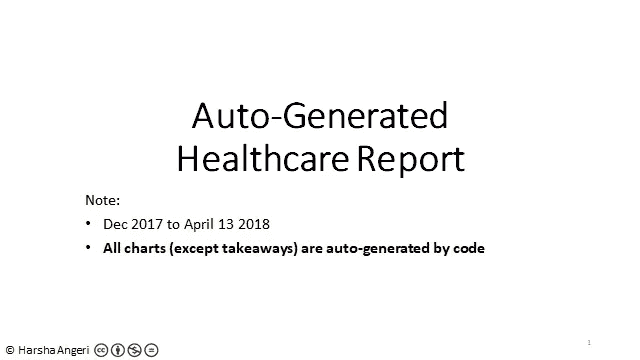 Auto-Generated
Healthcare Report
Note:
• Dec 2017 to April 13 2018
• All charts (except takeaways) are auto-generated by code
© Harsha Angeri
1